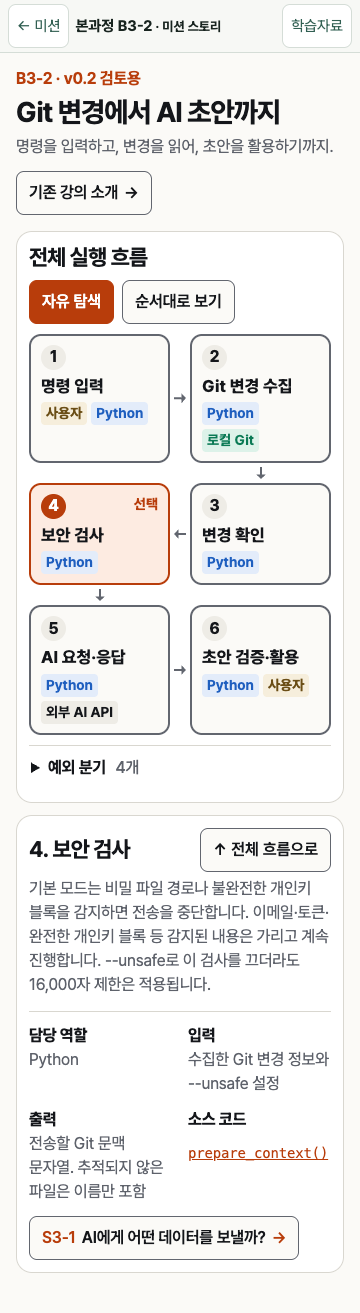 ← 미션
본과정 B3-2 · 미션 스토리
학습자료
B3-2 · v0.2 검토용
Git 변경에서 AI 초안까지
명령을 입력하고, 변경을 읽어, 초안을 활용하기까지.
기존 강의 소개 →
전체 실행 흐름
자유 탐색
순서대로 보기
1
명령 입력
사용자 Python
→
2
Git 변경 수집
Python
로컬 Git
↓
3
변경 확인
Python
←
4
선택
보안 검사
Python
↓
5
AI 요청·응답
Python
외부 AI API
→
6
초안 검증·활용
Python 사용자
▶ 예외 분기 4개
4. 보안 검사
↑ 전체 흐름으로
기본 모드는 비밀 파일 경로나 불완전한 개인키
블록을 감지하면 전송을 중단합니다. 이메일·토큰·
완전한 개인키 블록 등 감지된 내용은 가리고 계속
진행합니다. --unsafe로 이 검사를 끄더라도
16,000자 제한은 적용됩니다.
담당 역할
Python
입력
수집한 Git 변경 정보와
--unsafe 설정
출력
전송할 Git 문맥
문자열. 추적되지 않은
파일은 이름만 포함
소스 코드
prepare_context()
S3-1 AI에게 어떤 데이터를 보낼까? →